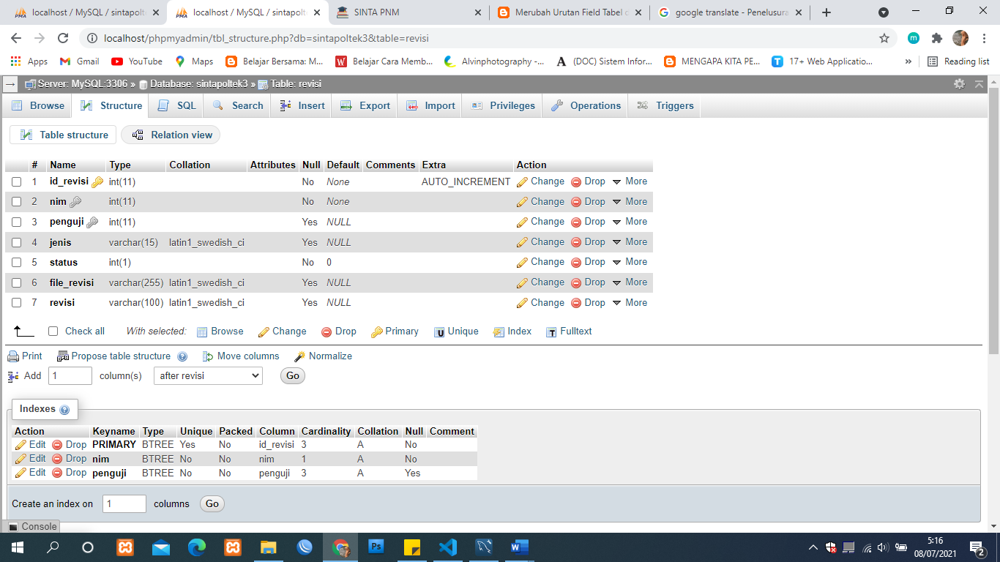 localhost / MySQL / sintapolt
localhost / MySQL / sintapolt
SINTA PNM
Merubah Urutan Field Tabel d
google translate - Penelusura
localhost/phpmyadmin/tbl_structure.php?db=sintapoltek3&table=revisi
m
Apps
Gmail
YouTube
Maps
Belajar Bersama: M...
Belajar Cara Memb...
Alvinphotography -...
(DOC) Sistem Infor...
MENGAPA KITA PE...
17+ Web Applicatio...
»
Reading list
Server: MySQL:3306 » Database: sintapoltek3 » Table: revisi
Browse Structure SQL Search Insert Export Import Privileges Operations Triggers
Table structure Relation view
# Name Type Collation Attributes Null Default Comments Extra Action
1 id_revisi int(11) No None AUTO_INCREMENT Change Drop More
2 nim int(11) No None Change Drop More
3 penguji int(11) Yes NULL Change Drop More
4 jenis varchar(15) latin1_swedish_ci Yes NULL Change Drop More
5 status int(1) No 0 Change Drop More
6 file_revisi varchar(255) latin1_swedish_ci Yes NULL Change Drop More
7 revisi varchar(100) latin1_swedish_ci Yes NULL Change Drop More
Check all With selected: Browse Change Drop Primary Unique Index Fulltext
Print Propose table structure Move columns Normalize
Add 1 column(s) after revisi Go
Indexes
Action Keyname Type Unique Packed Column Cardinality Collation Null Comment
Edit Drop PRIMARY BTREE Yes No id_revisi 3 A No
Edit Drop nim BTREE No No nim 1 A No
Edit Drop penguji BTREE No No penguji 3 A Yes
Create an index on 1 columns Go
Console
5:16
08/07/2021
2